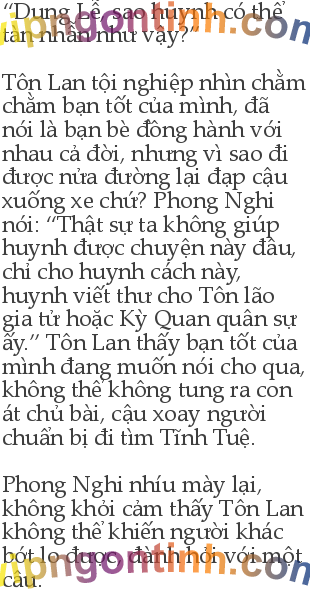 “Dung Lễ, sao huynh có thể
vipngontinh.com
tàn nhẫn như vậy?”
Tôn Lan tội nghiệp nhìn chằm
chằm bạn tốt của mình, đã
nói là bạn bè đồng hành với
nhau cả đời, nhưng vì sao đi
được nửa đường lại đạp cậu
xuống xe chứ? Phong Nghi
nói: “Thật sự ta không giúp
huynh được chuyện này đâu,
chỉ cho huynh cách này,
huynh viết thư cho Tôn lão
gia tử hoặc Kỳ Quan quân sự
ấy.” Tôn Lan thấy bạn tốt của
mình đang muốn nói cho qua,
không thể không tung ra con
át chủ bài, cậu xoay người
chuẩn bị đi tìm Tĩnh Tuệ.
Phong Nghi nhíu mày lại,
không khỏi cảm thấy Tôn Lan
không thể khiến người khác
bớt lo được, đành nói với một
vipngontinh.com
câu.